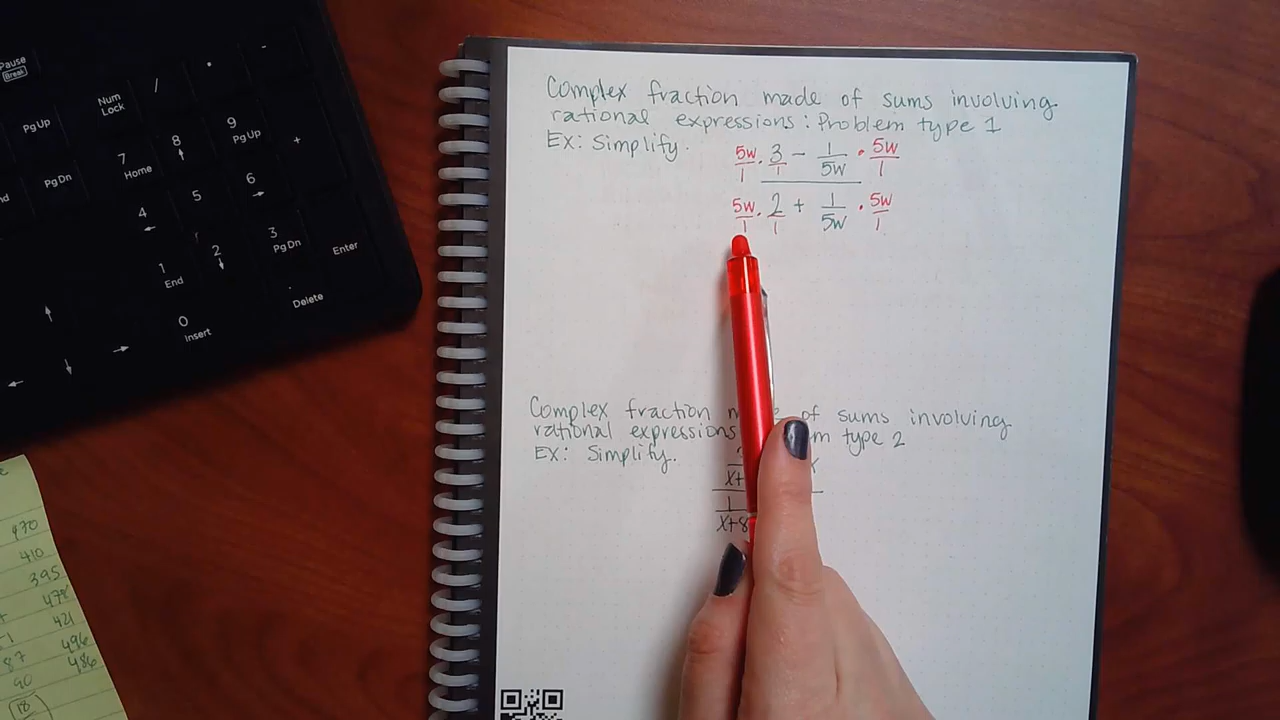 Pause
Break
Num
Lock
/
PgUp
7
Home
8
9
PgUp
+
PgDn
4
5
6
1
End
2
3
PgDn
Enter
0
Insert
.
Delete
Complex fraction made of sums involving
rational expressions: Problem type 1
Ex: Simplify.
5w/1 · 3/1 − 1/5w · 5w/1
5w/1 · 2/1 + 1/5w · 5w/1
Complex fraction of sums involving
rational expressions type 2
Ex: Simplify.
1
x+8
470
410
395
478
421
496
486
18